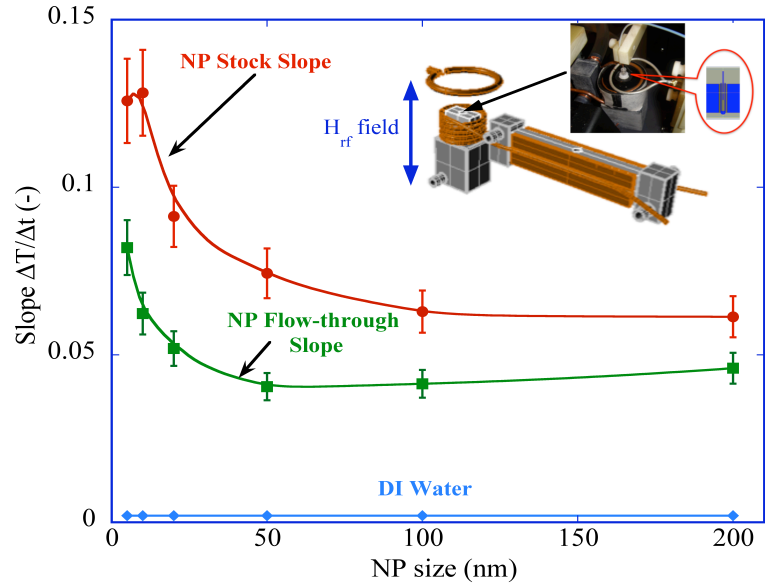 0.15
NP Stock Slope
H_rf field
0.1
Slope ΔT/Δt (-)
NP Flow-through
Slope
0.05
DI Water
0
0
50
100
150
200
NP size (nm)